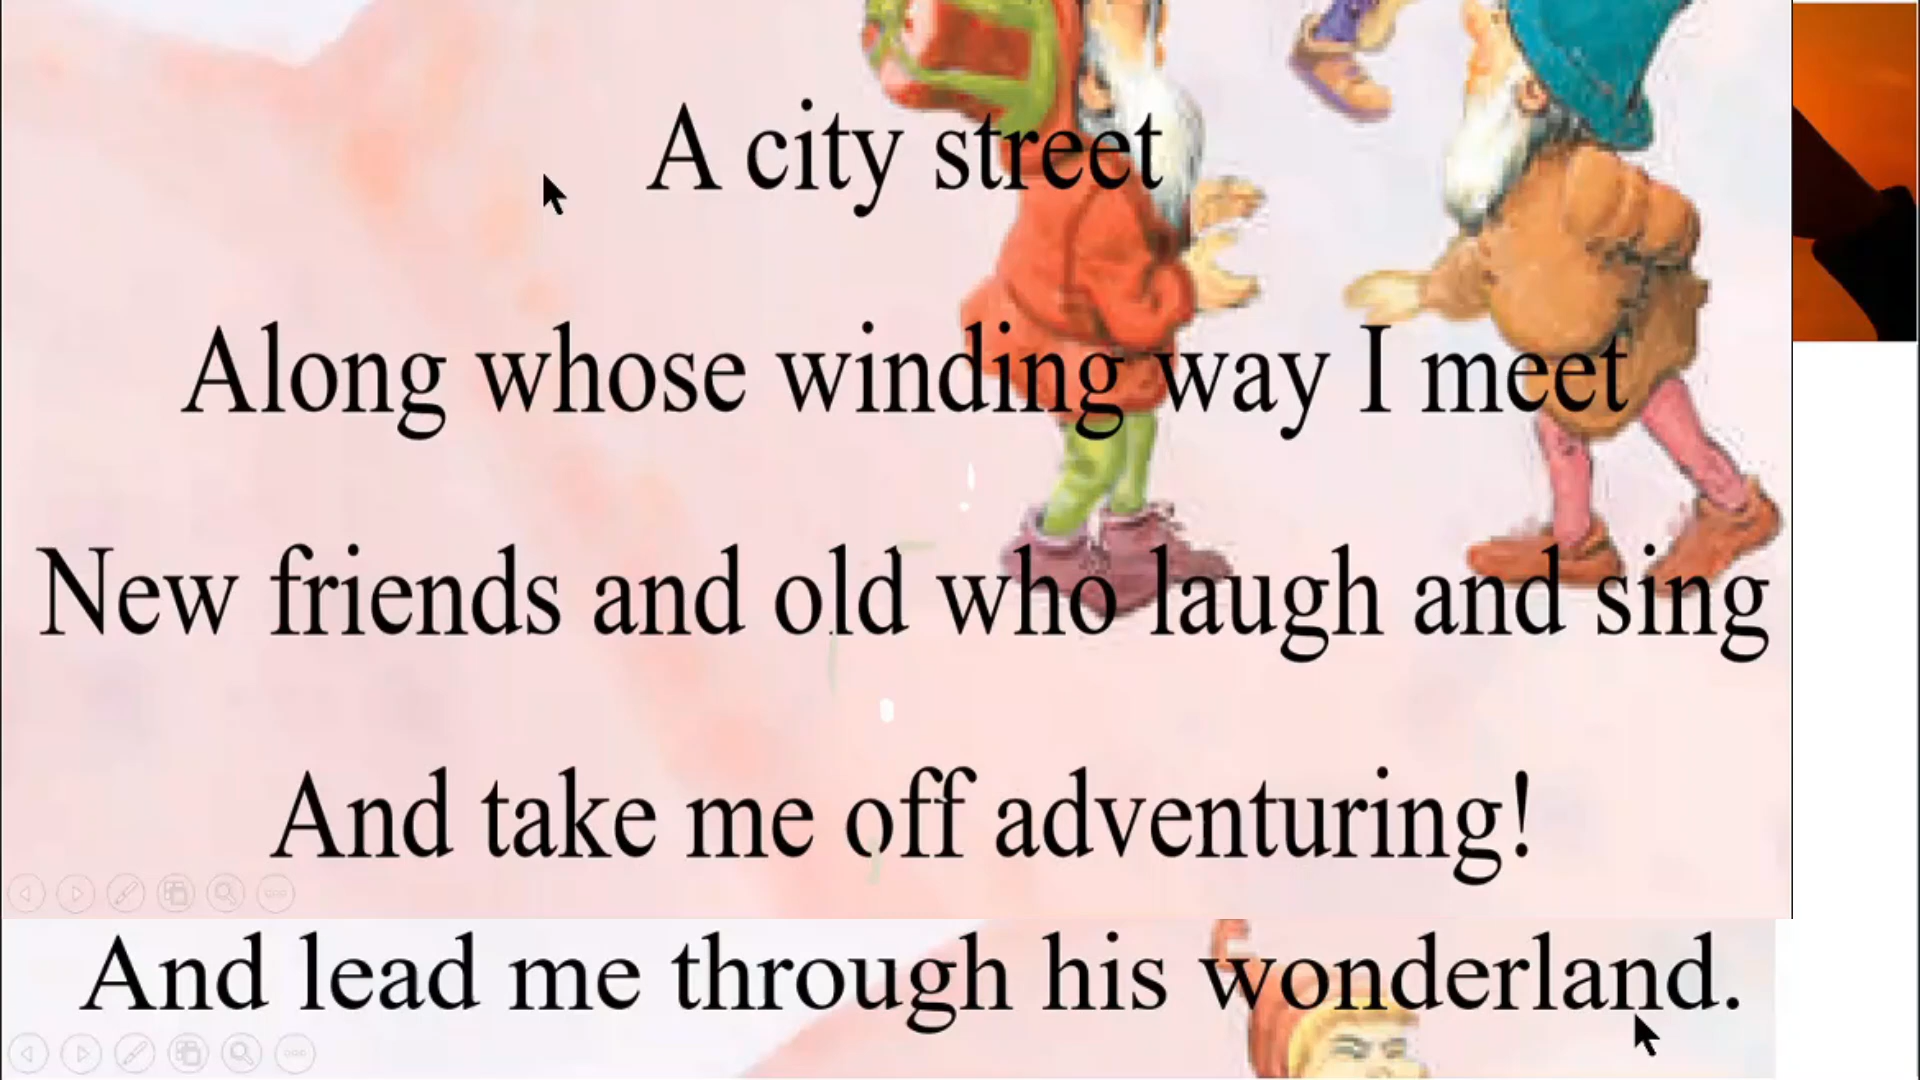 A city street
Along whose winding way I meet
New friends and old who laugh and sing
And take me off adventuring!
And lead me through his wonderland.